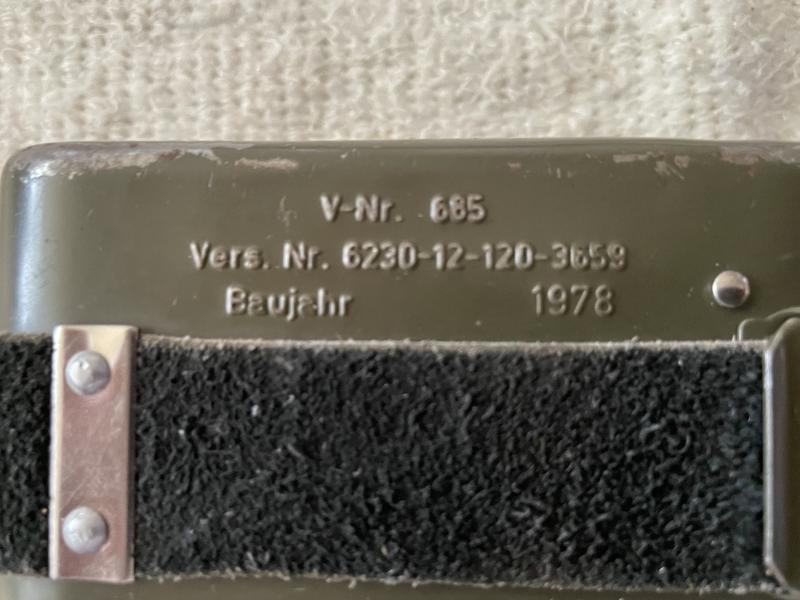 V-Nr. 685
Vers. Nr. 6230-12-120-3659
Baujahr 1978